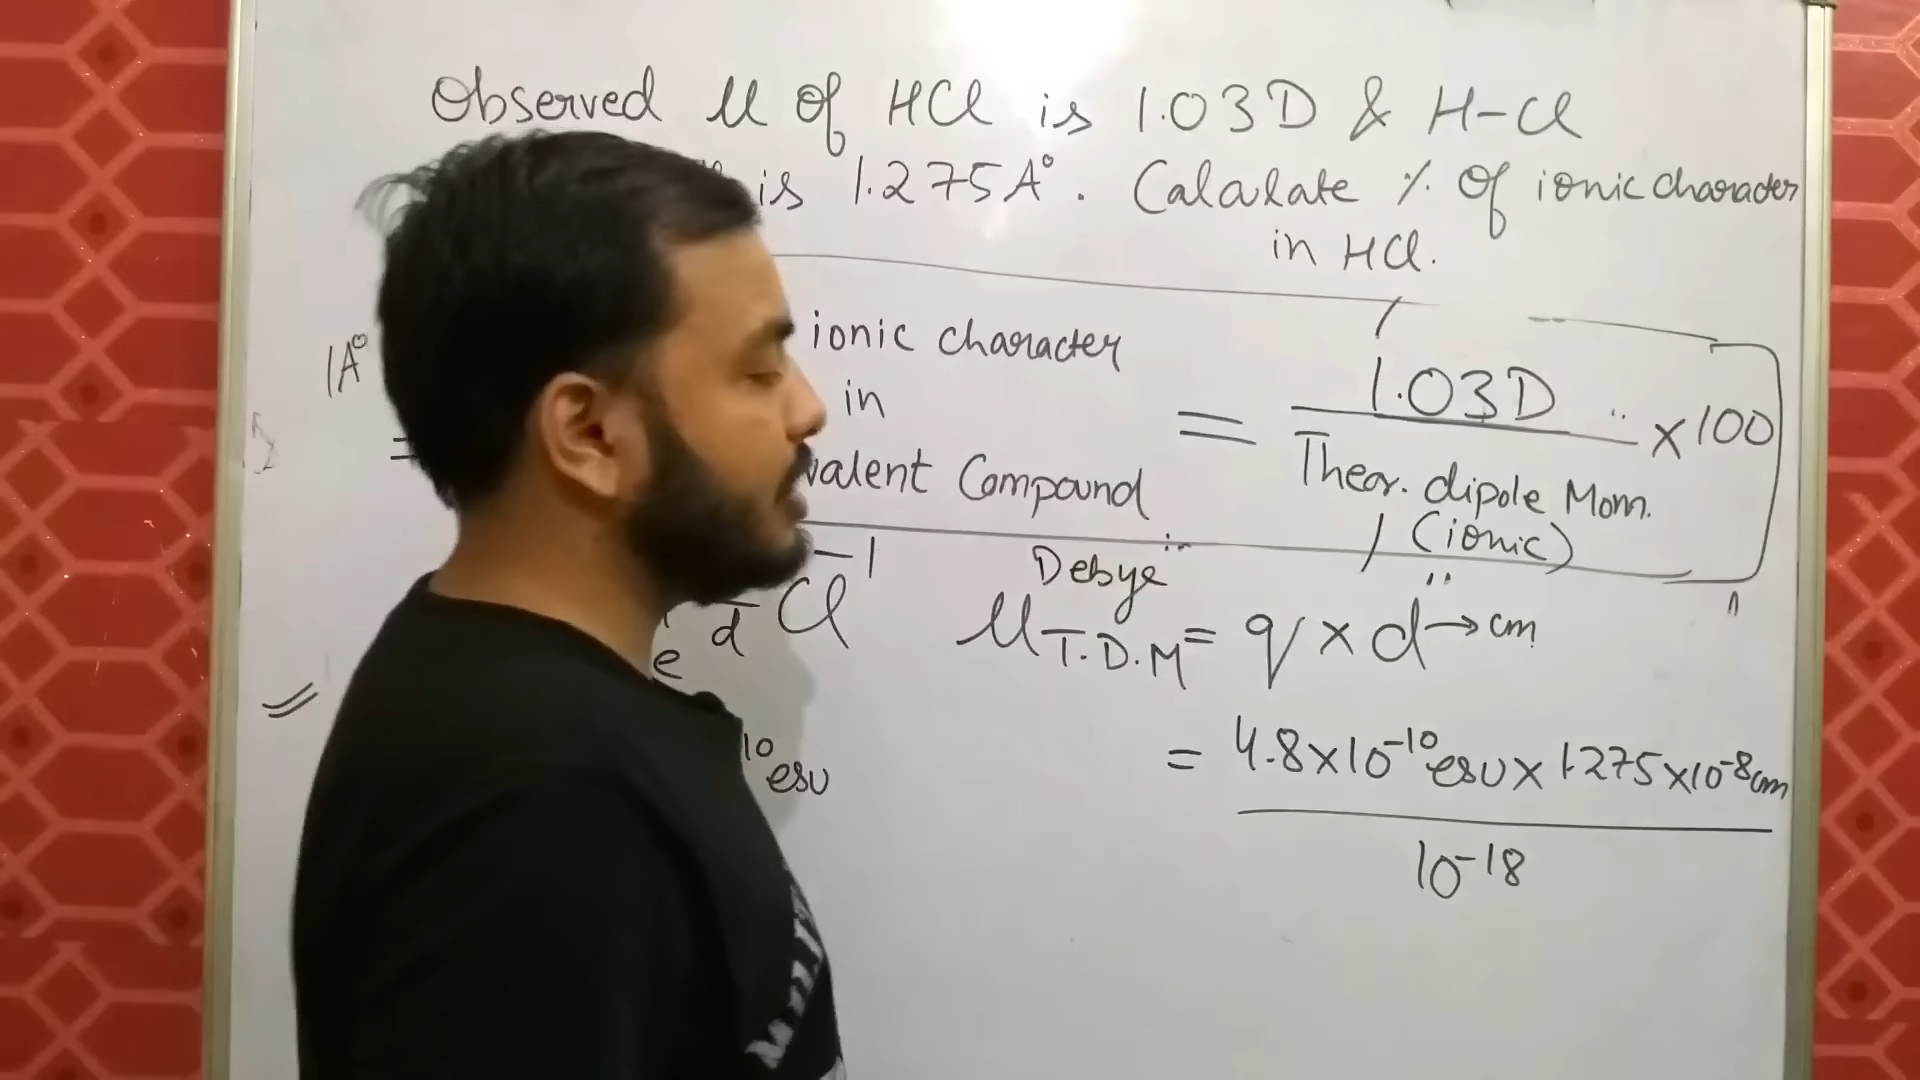 Observed μ of HCl is 1.03D & H-Cl
is 1.275A°. Calculate % of ionic character
in HCl.
1A°
=
ionic character
in
valent Compound
= 1.03D / Theor. dipole Mom. (ionic) × 100
Cl⁻¹
d
e
Debye
μ T.D.M = q × d → cm
=
10 esu
= 4.8×10⁻¹⁰ esu × 1.275×10⁻⁸ cm
10⁻¹⁸